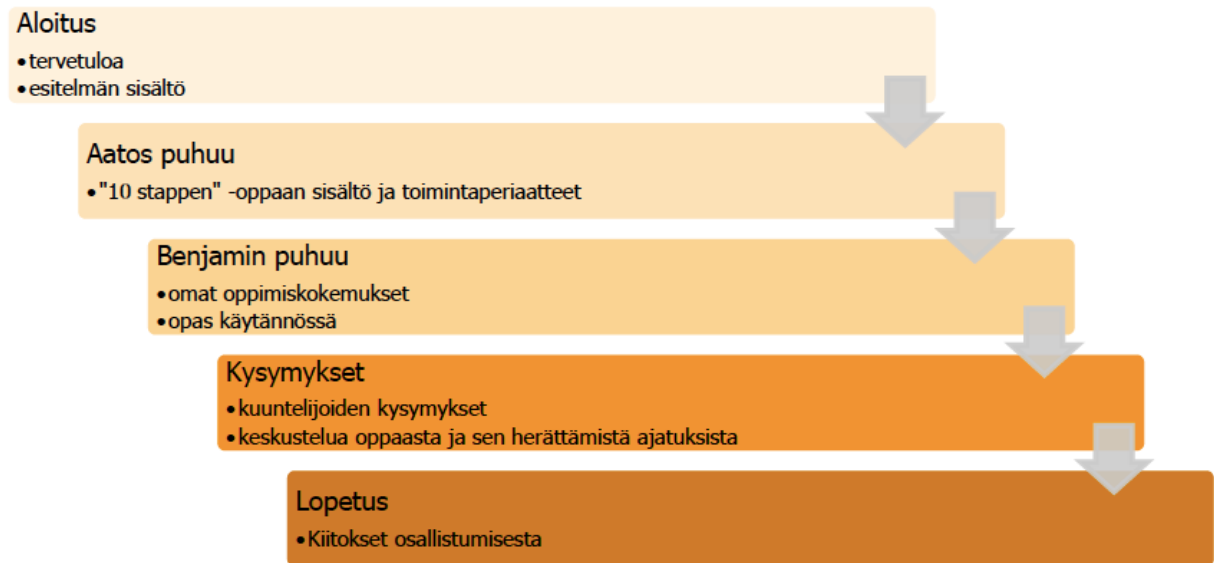 Aloitus
•tervetuloa
•esitelmän sisältö
Aatos puhuu
•"10 stappen" -oppaan sisältö ja toimintaperiaatteet
Benjamin puhuu
•omat oppimiskokemukset
•opas käytännössä
Kysymykset
•kuuntelijoiden kysymykset
•keskustelua oppaasta ja sen herättämistä ajatuksista
Lopetus
•Kiitokset osallistumisesta